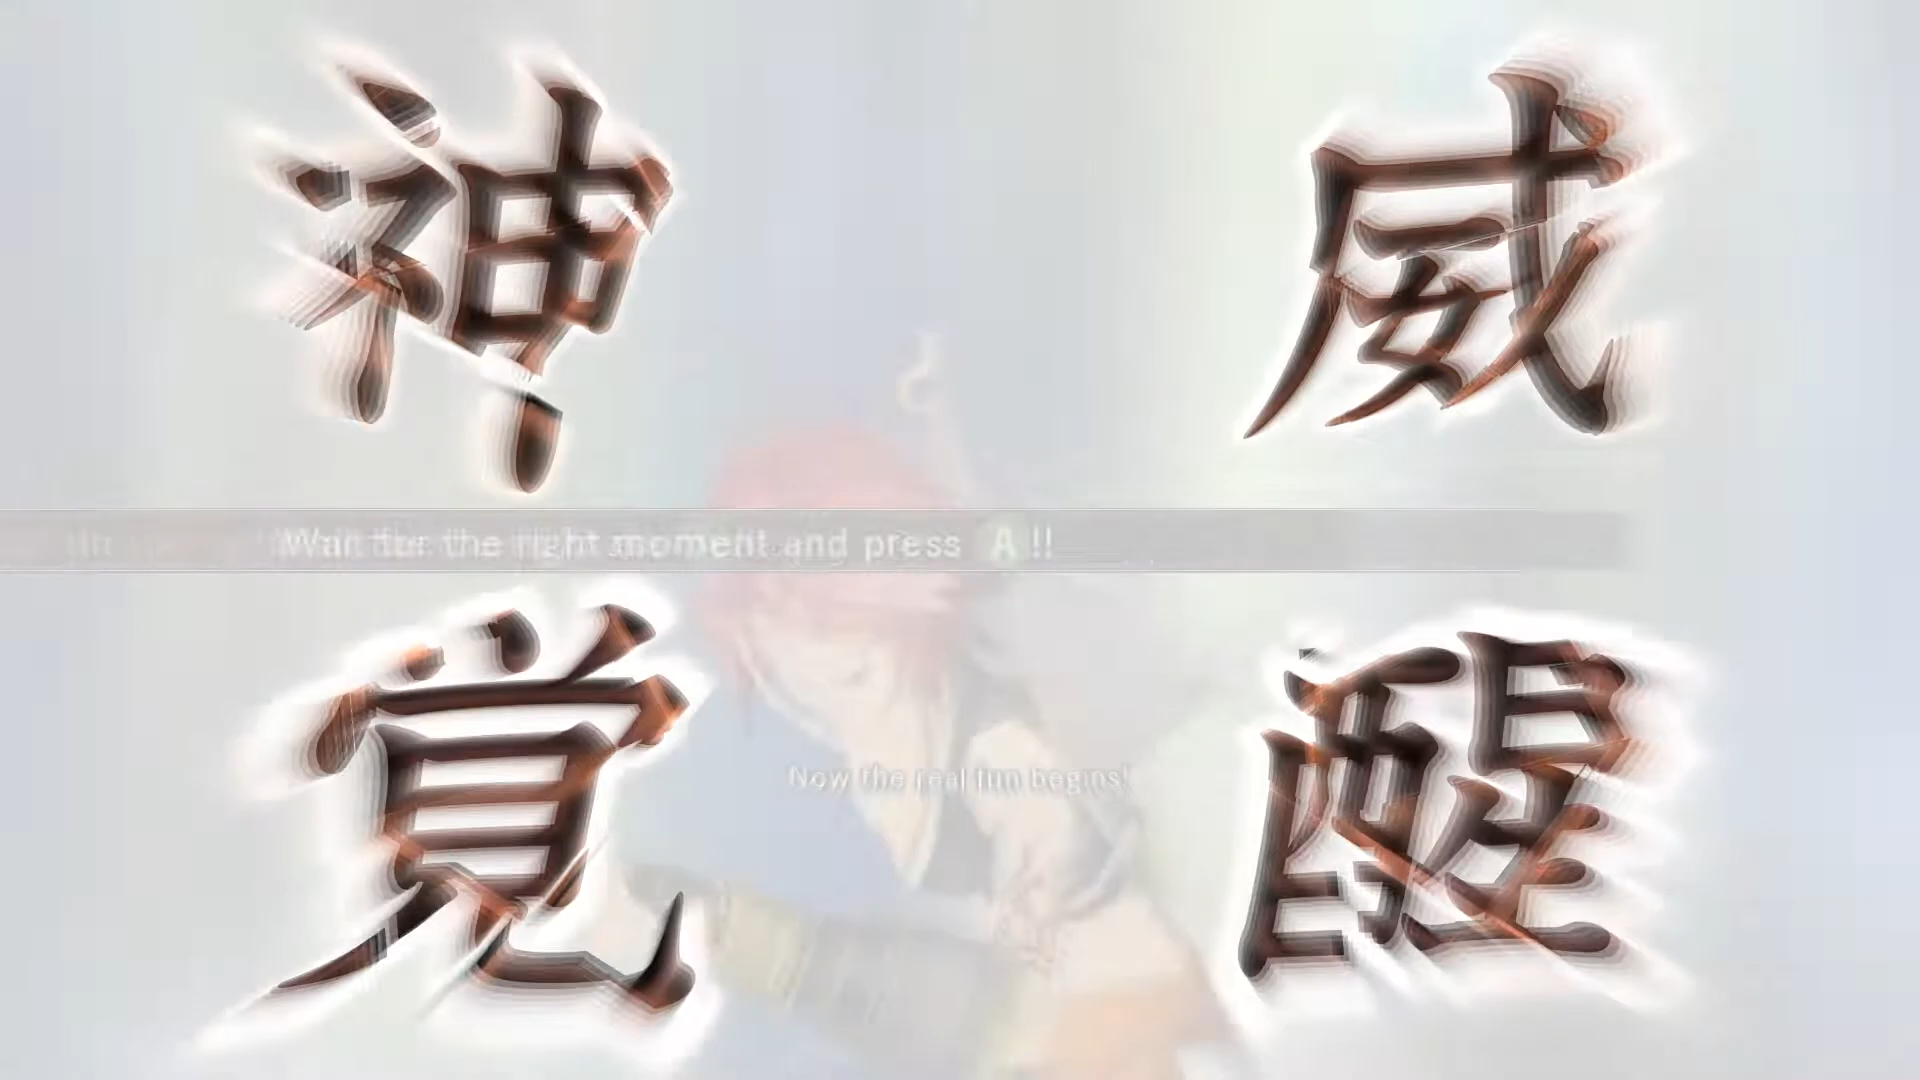 神 威
Wait for the right moment and press A !!
Now the real fun begins!
覚 醒